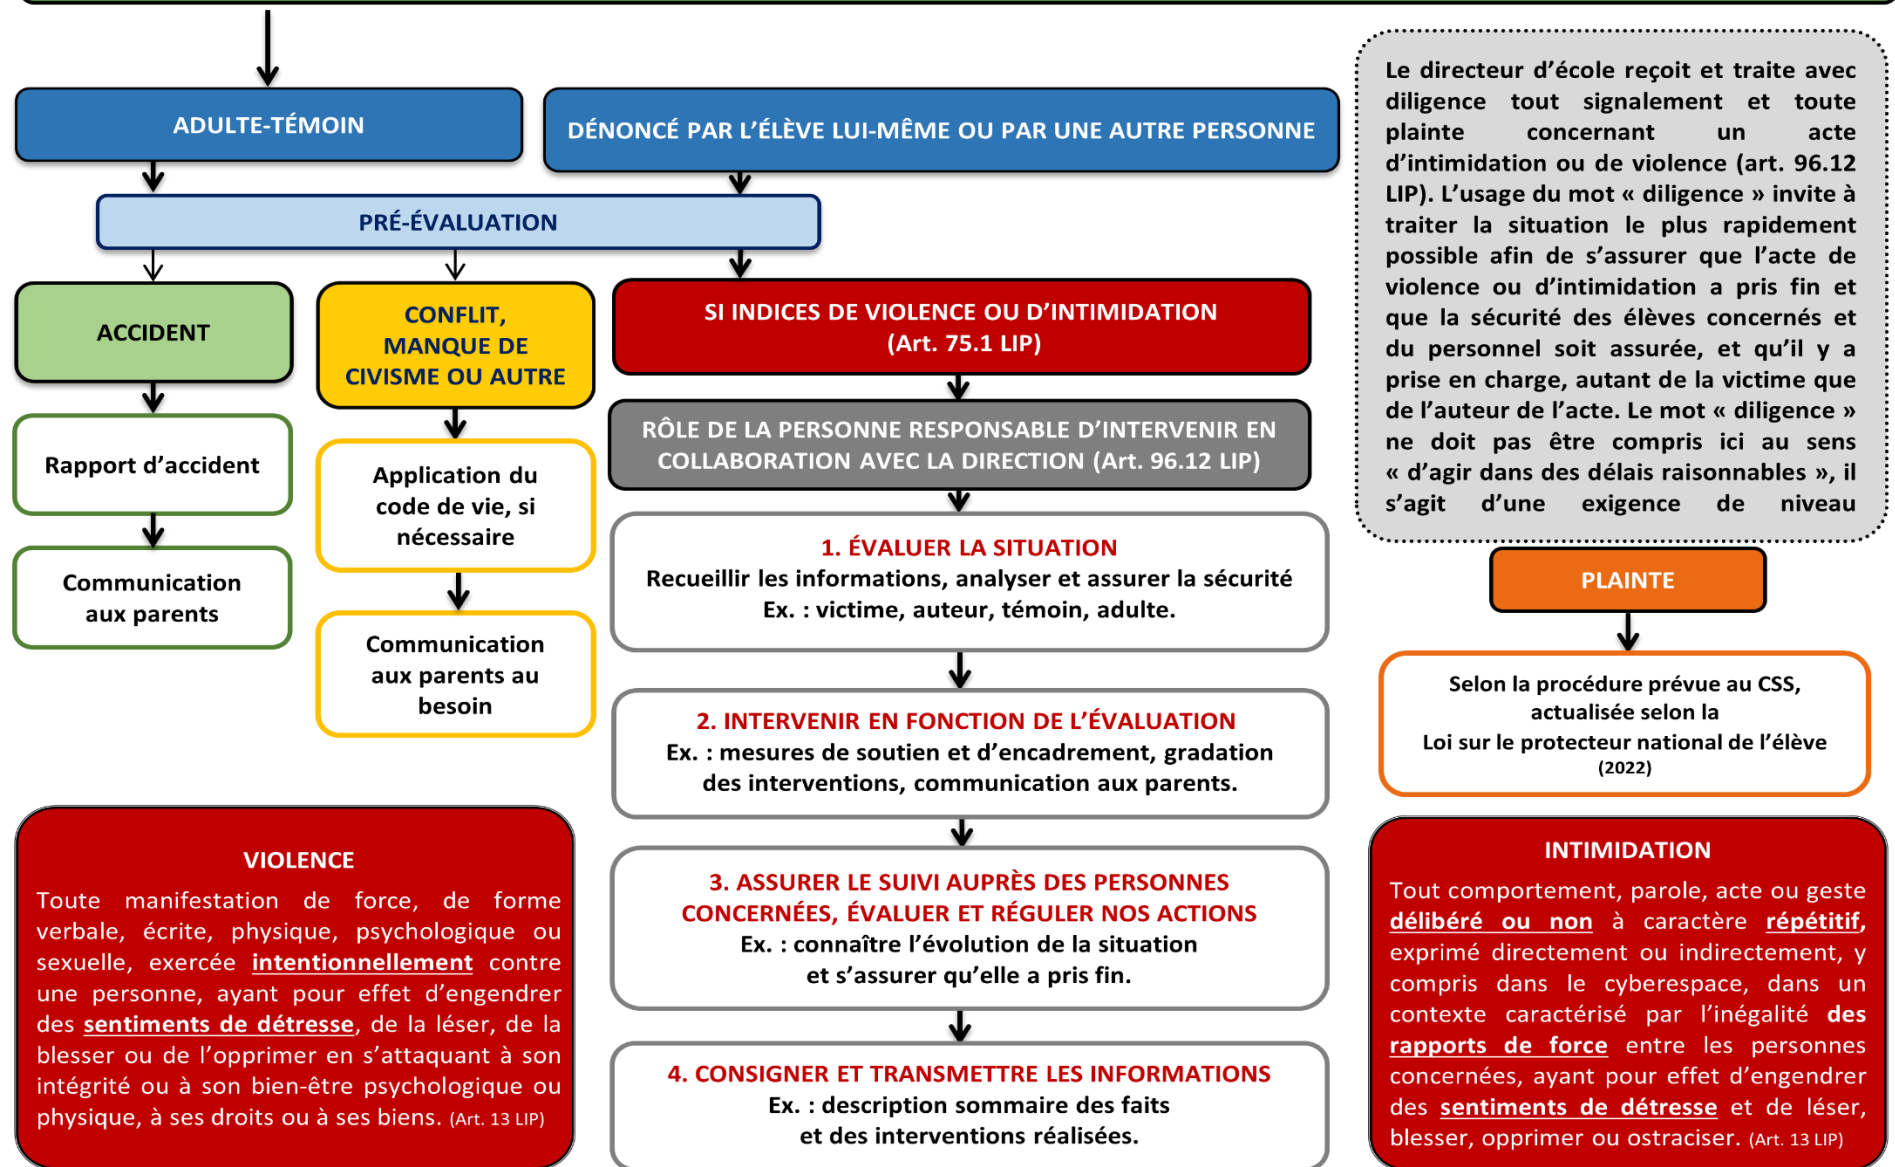 ADULTE-TÉMOIN
DÉNONCÉ PAR L’ÉLÈVE LUI-MÊME OU PAR UNE AUTRE PERSONNE
PRÉ-ÉVALUATION
ACCIDENT
Rapport d’accident
Communication
aux parents
CONFLIT,
MANQUE DE
CIVISME OU AUTRE
Application du
code de vie, si
nécessaire
Communication
aux parents au
besoin
SI INDICES DE VIOLENCE OU D’INTIMIDATION
(Art. 75.1 LIP)
RÔLE DE LA PERSONNE RESPONSABLE D’INTERVENIR EN
COLLABORATION AVEC LA DIRECTION (Art. 96.12 LIP)
1. ÉVALUER LA SITUATION
Recueillir les informations, analyser et assurer la sécurité
Ex. : victime, auteur, témoin, adulte.
2. INTERVENIR EN FONCTION DE L’ÉVALUATION
Ex. : mesures de soutien et d’encadrement, gradation
des interventions, communication aux parents.
3. ASSURER LE SUIVI AUPRÈS DES PERSONNES
CONCERNÉES, ÉVALUER ET RÉGULER NOS ACTIONS
Ex. : connaître l’évolution de la situation
et s’assurer qu’elle a pris fin.
4. CONSIGNER ET TRANSMETTRE LES INFORMATIONS
Ex. : description sommaire des faits
et des interventions réalisées.
Le directeur d’école reçoit et traite avec
diligence tout signalement et toute
plainte concernant un acte
d’intimidation ou de violence (art. 96.12
LIP). L’usage du mot « diligence » invite à
traiter la situation le plus rapidement
possible afin de s’assurer que l’acte de
violence ou d’intimidation a pris fin et
que la sécurité des élèves concernés et
du personnel soit assurée, et qu’il y a
prise en charge, autant de la victime que
de l’auteur de l’acte. Le mot « diligence »
ne doit pas être compris ici au sens
« d’agir dans des délais raisonnables », il
s’agit d’une exigence de niveau
PLAINTE
Selon la procédure prévue au CSS,
actualisée selon la
Loi sur le protecteur national de l’élève
(2022)
VIOLENCE
Toute manifestation de force, de forme
verbale, écrite, physique, psychologique ou
sexuelle, exercée intentionnellement contre
une personne, ayant pour effet d’engendrer
des sentiments de détresse, de la léser, de la
blesser ou de l’opprimer en s’attaquant à son
intégrité ou à son bien-être psychologique ou
physique, à ses droits ou à ses biens. (Art. 13 LIP)
INTIMIDATION
Tout comportement, parole, acte ou geste
délibéré ou non à caractère répétitif,
exprimé directement ou indirectement, y
compris dans le cyberespace, dans un
contexte caractérisé par l’inégalité des
rapports de force entre les personnes
concernées, ayant pour effet d’engendrer
des sentiments de détresse et de léser,
blesser, opprimer ou ostraciser. (Art. 13 LIP)